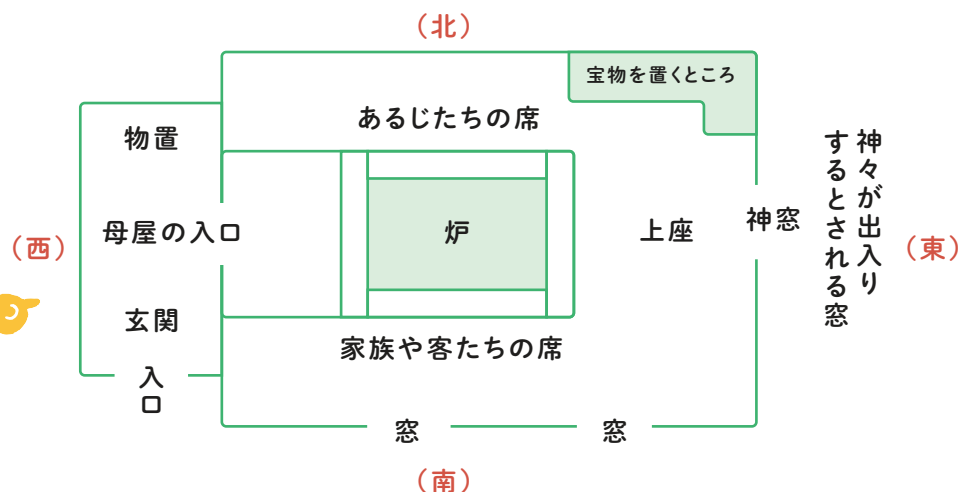 （北）
宝物を置くところ
あるじたちの席
物置
母屋の入口
炉
上座
神窓
神々が出入り
するとされる窓
（西）
（東）
玄関
家族や客たちの席
入口
窓
窓
（南）